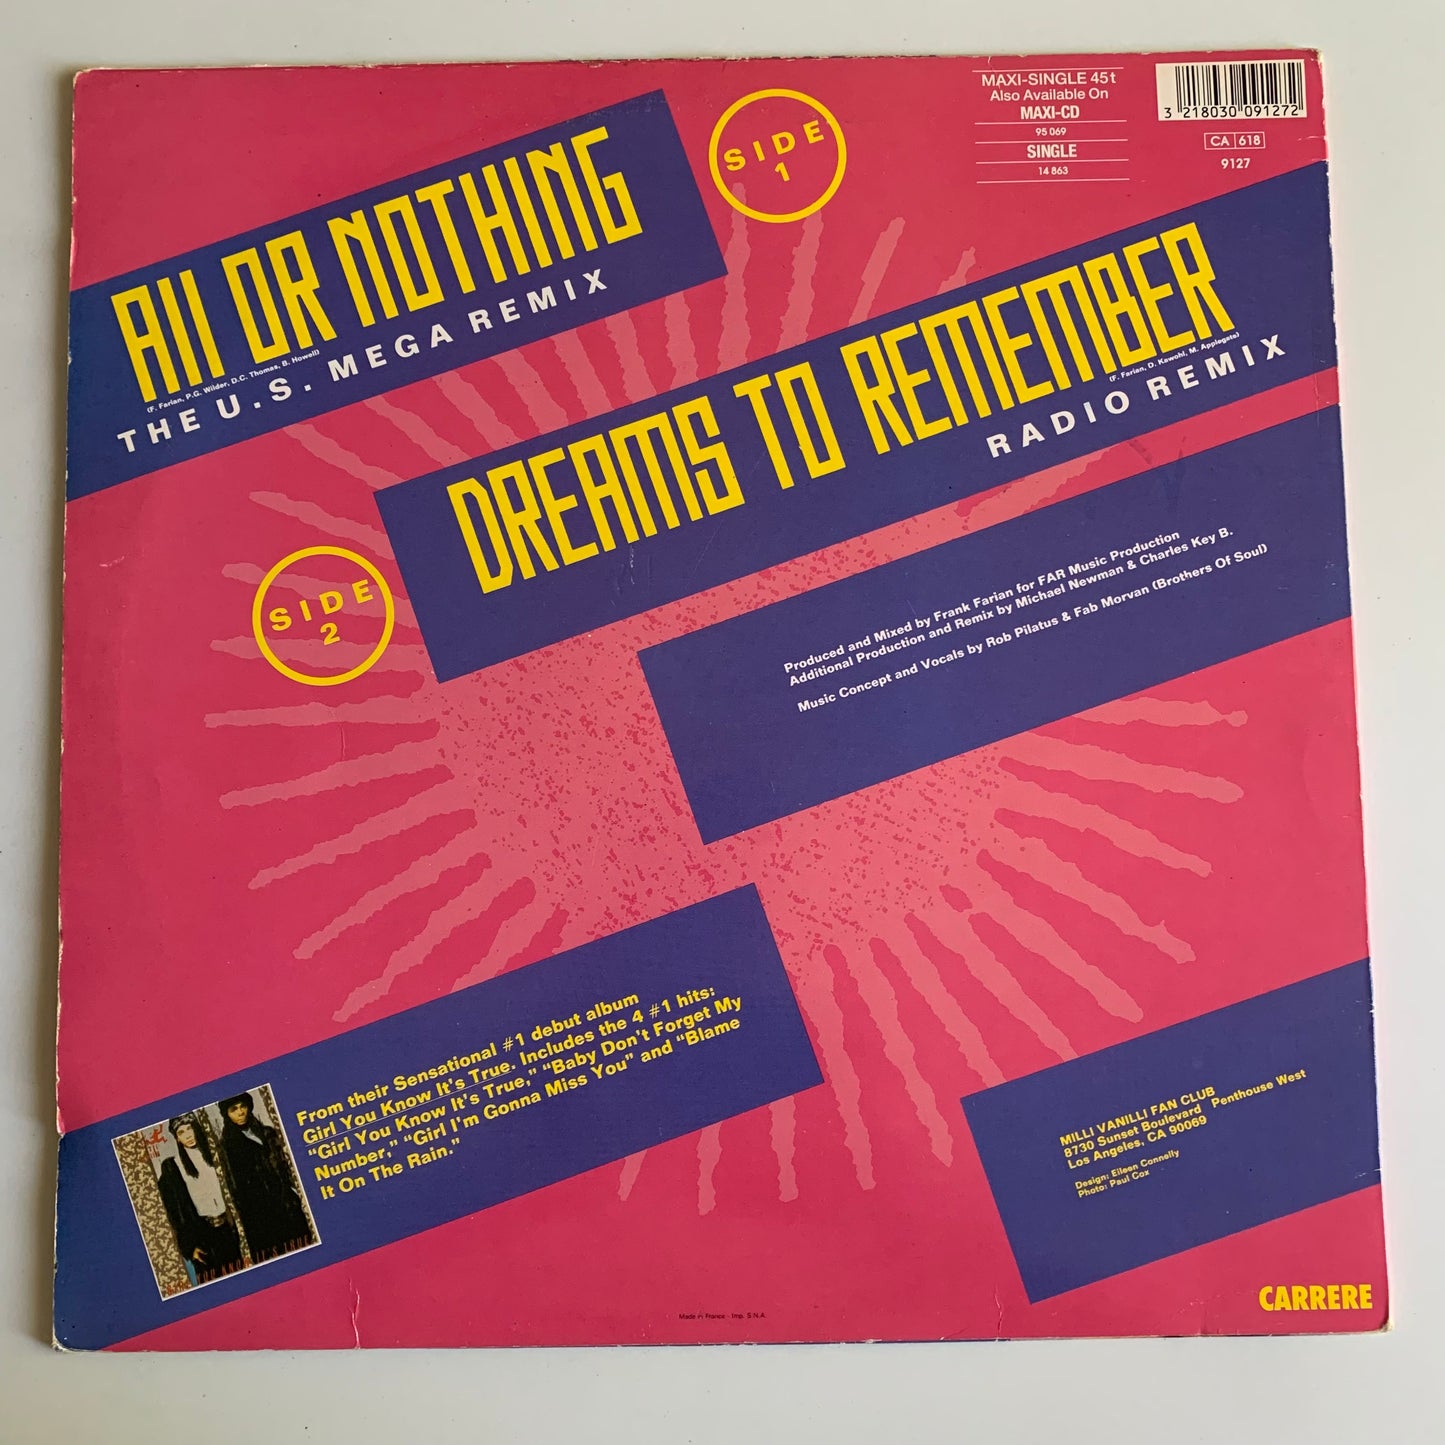 MAXI-SINGLE 45t
Also Available On
MAXI-CD
95 069
SINGLE
14 863
3 218030 091272
CA 618
9127
SIDE
1
All OR NOTHING
(F. Farian, P.G. Wilder, D.C. Thomas, B. Howell)
THE U.S. MEGA REMIX
DREAMS TO REMEMBER
(F. Farian, D. Kawohl, M. Applegate)
RADIO REMIX
SIDE
2
Produced and Mixed by Frank Farian for FAR Music Production
Additional Production and Remix by Michael Newman & Charles Key B.
Music Concept and Vocals by Rob Pilatus & Fab Morvan (Brothers Of Soul)
From their Sensational #1 debut album
Girl You Know It's True. Includes the 4 #1 hits:
“Girl You Know It's True,” “Baby Don't Forget My
Number,” “Girl I'm Gonna Miss You” and “Blame
It On The Rain.”
YOU KNOW IT'S TRUE
MILLI VANILLI FAN CLUB
8730 Sunset Boulevard Penthouse West
Los Angeles, CA 90069
Design: Eileen Connelly
Photo: Paul Cox
CARRERE
Made in France - Imp. S.N.A.